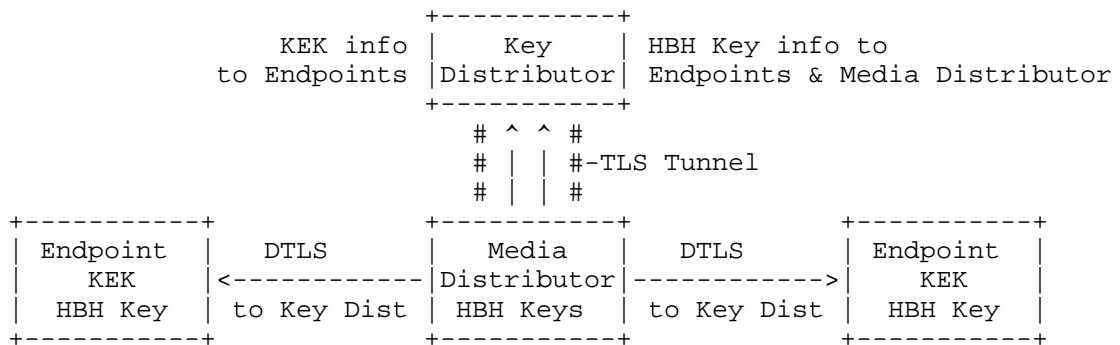 +-----------+
                KEK info |    Key    | HBH Key info to
            to Endpoints |Distributor| Endpoints & Media Distributor
                         +-----------+
                            # ^ ^ #
                            # | | #-TLS Tunnel
                            # | | #
+-----------+            +-----------+            +-----------+
| Endpoint  |   DTLS     |   Media   |   DTLS     | Endpoint  |
|    KEK    |<-----------|Distributor|----------->|    KEK    |
|  HBH Key  | to Key Dist | HBH Keys | to Key Dist |  HBH Key  |
+-----------+            +-----------+            +-----------+